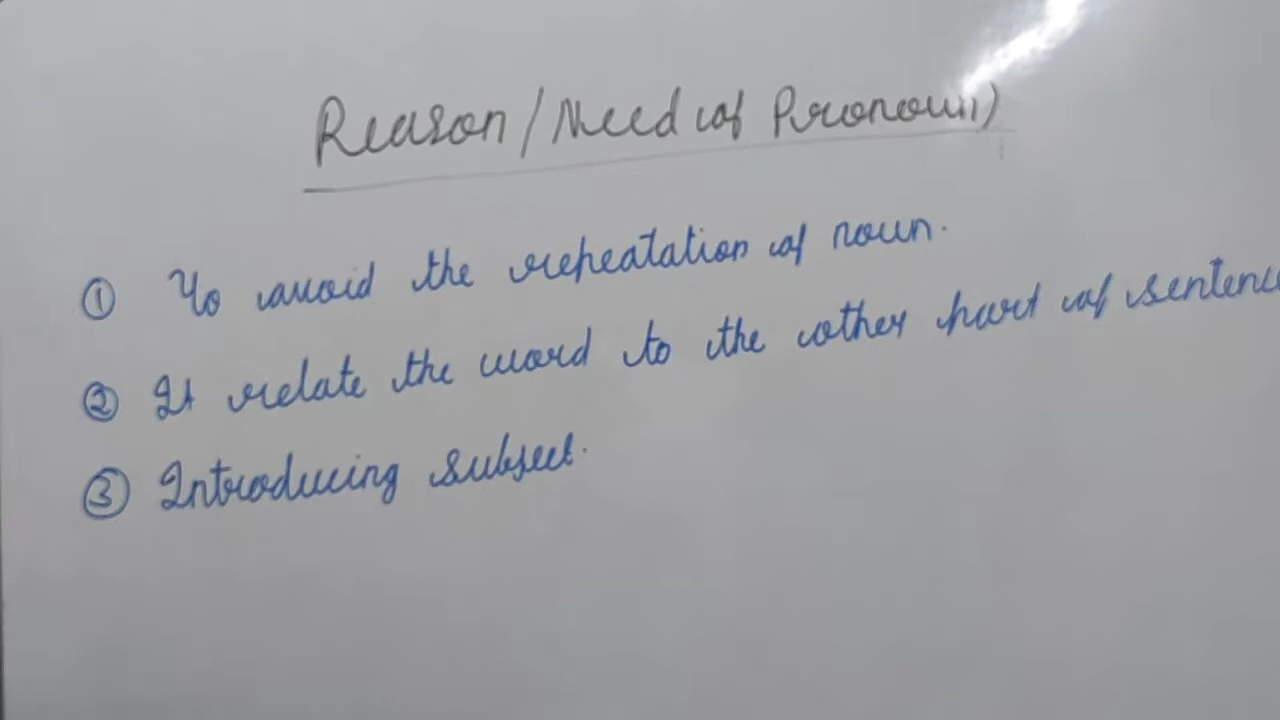 Reason/Need of Pronoun
① To avoid the repeatation of noun.
② It relate the word to the other part of sentenc
③ Introducing subject.